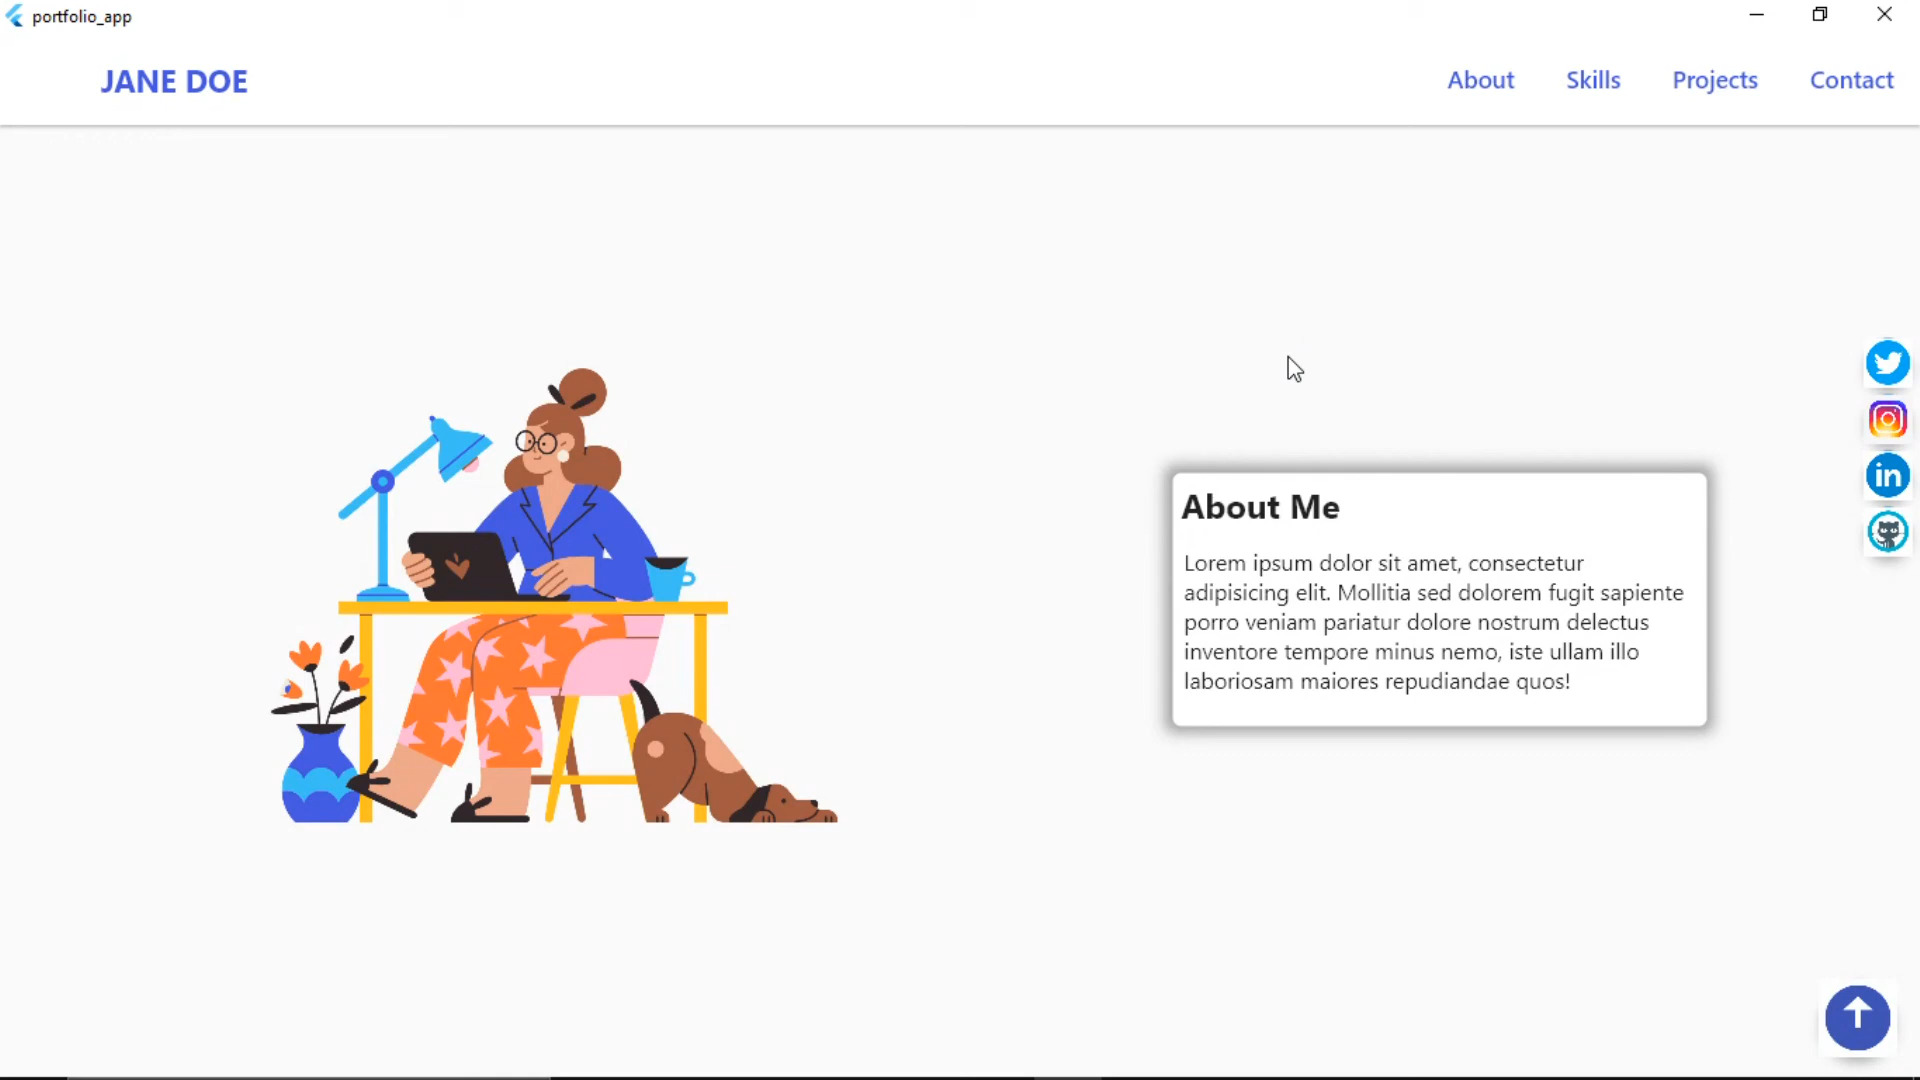 portfolio_app
JANE DOE
About
Skills
Projects
Contact
in
About Me
Lorem ipsum dolor sit amet, consectetur
adipisicing elit. Mollitia sed dolorem fugit sapiente
porro veniam pariatur dolore nostrum delectus
inventore tempore minus nemo, iste ullam illo
laboriosam maiores repudiandae quos!